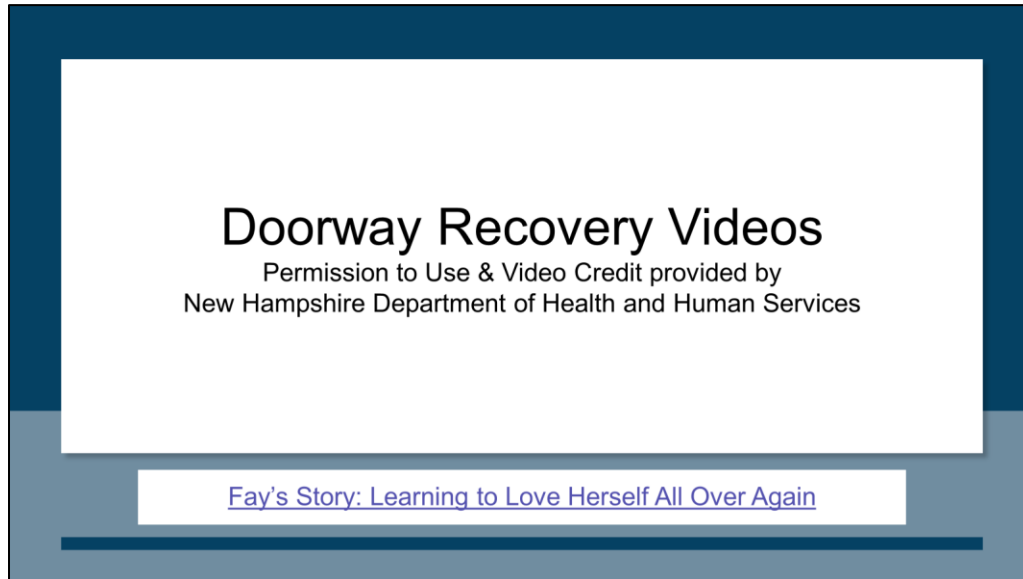 Doorway Recovery Videos
Permission to Use & Video Credit provided by
New Hampshire Department of Health and Human Services
Fay’s Story: Learning to Love Herself All Over Again